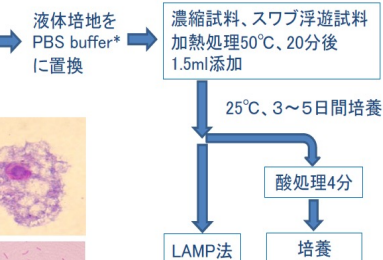 液体培地を
PBS buffer*
に置換
濃縮試料、スワブ浮遊試料
加熱処理50℃、20分後
1.5ml添加
25℃、3～5日間培養
酸処理4分
LAMP法
培養